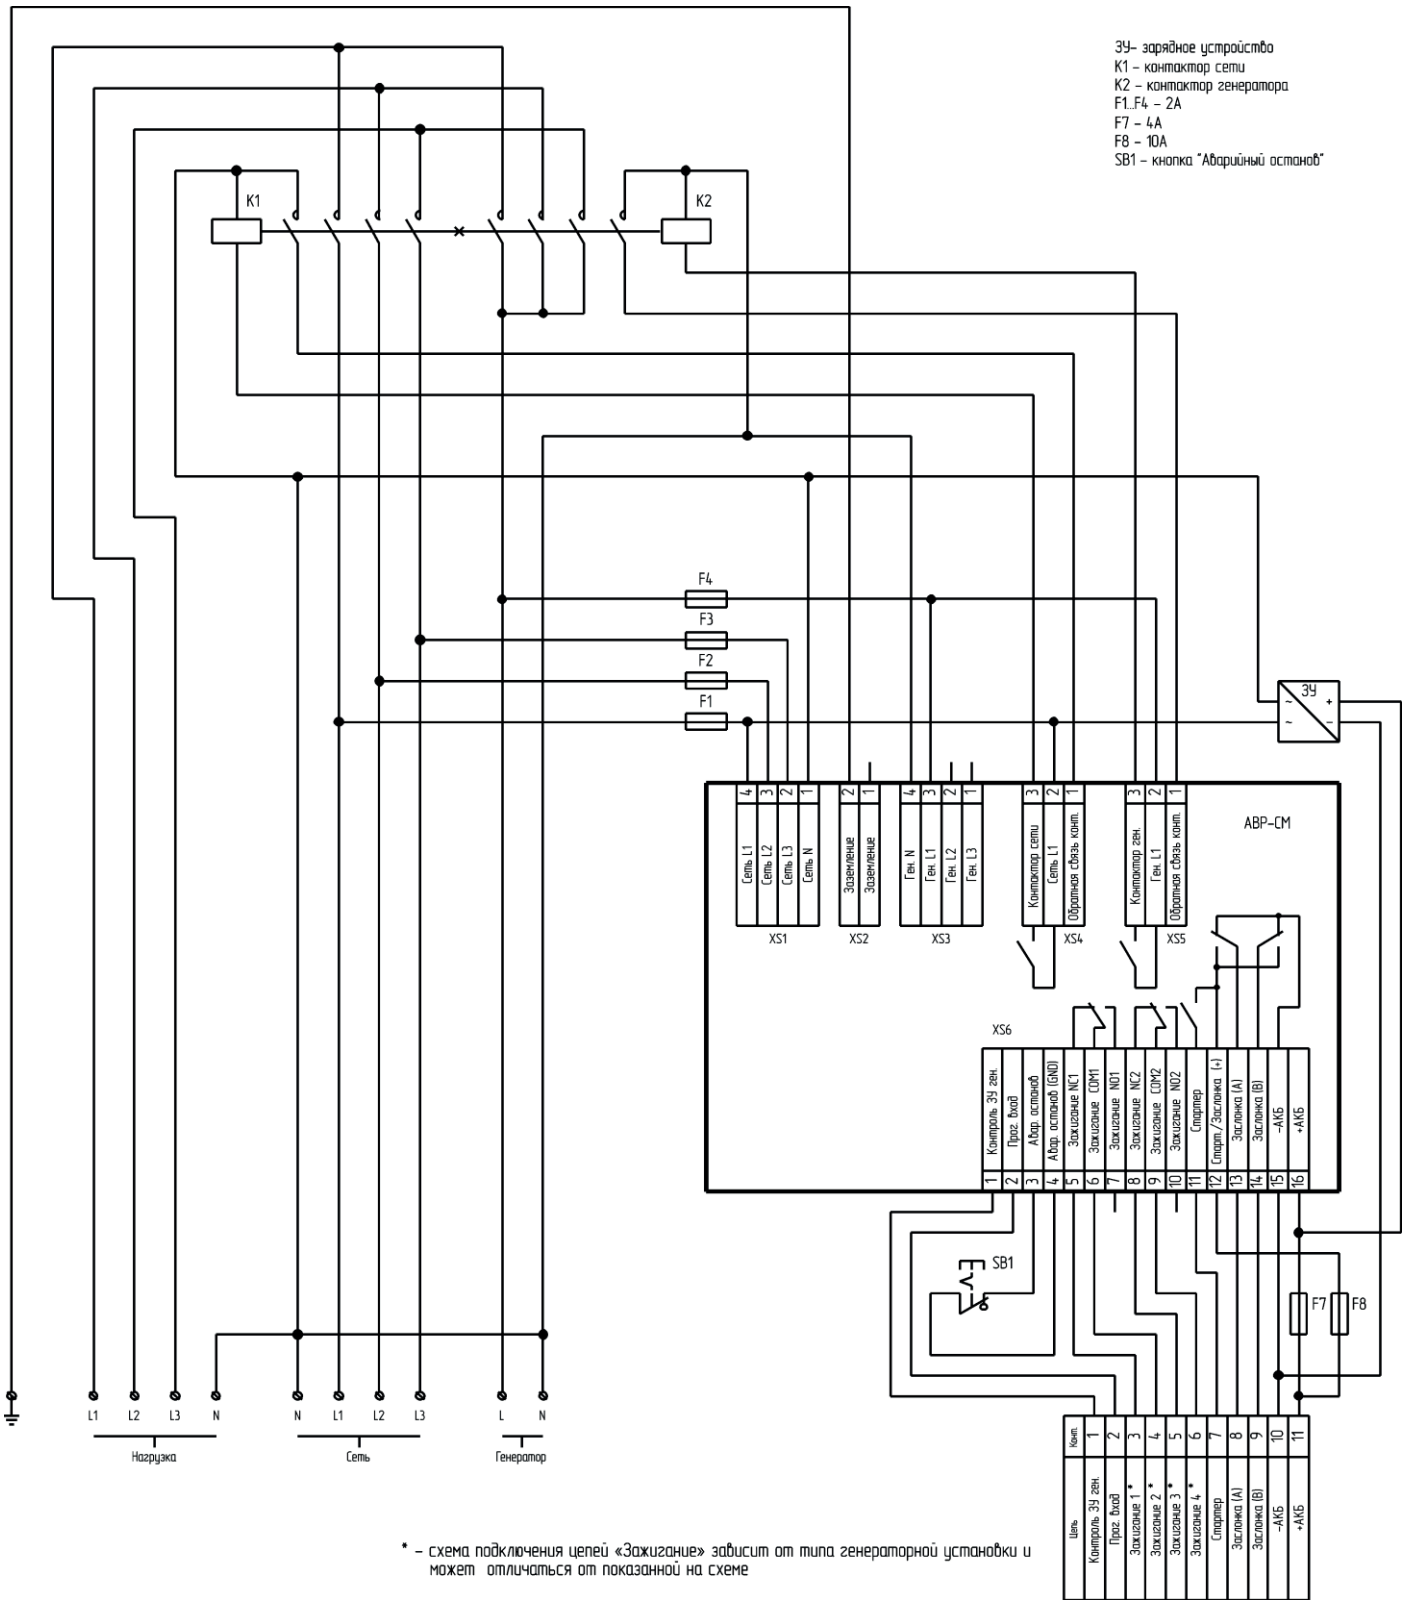 ЗУ- зарядное устройство
К1 - контактор сети
К2 - контактор генератора
F1...F4 - 2А
F7 - 4А
F8 - 10А
SB1 - кнопка "Аварийный останов"
К1
К2
F4
F3
F2
F1
ЗУ
~ +
~ -
4 3 2 1
2 1
4 3 2 1
3 2 1
3 2 1
АВР-СМ
Сеть L1
Сеть L2
Сеть L3
Сеть N
Заземление
Заземление
Ген. N
Ген. L1
Ген. L2
Ген. L3
Контактор сети
Сеть L1
Обратная связь конт.
Контактор ген.
Ген. L1
Обратная связь конт.
XS1
XS2
XS3
XS4
XS5
XS6
Контроль ЗУ ген.
Прог. вход
Авар. останов
Авар. останов (GND)
Зажигание NC1
Зажигание COM1
Зажигание NO1
Зажигание NC2
Зажигание COM2
Зажигание NO2
Стартер
Старт./Заслонка (+)
Заслонка (А)
Заслонка (В)
-АКБ
+АКБ
1 2 3 4 5 6 7 8 9 10 11 12 13 14 15 16
SB1
F7
F8
L1 L2 L3 N
N L1 L2 L3
L N
Нагрузка
Сеть
Генератор
Конт.
1 2 3 4 5 6 7 8 9 10 11
Цепь
Контроль ЗУ ген.
Прог. вход
Зажигание 1 *
Зажигание 2 *
Зажигание 3 *
Зажигание 4 *
Стартер
Заслонка (А)
Заслонка (В)
-АКБ
+АКБ
* - схема подключения цепей «Зажигание» зависит от типа генераторной установки и
может отличаться от показанной на схеме